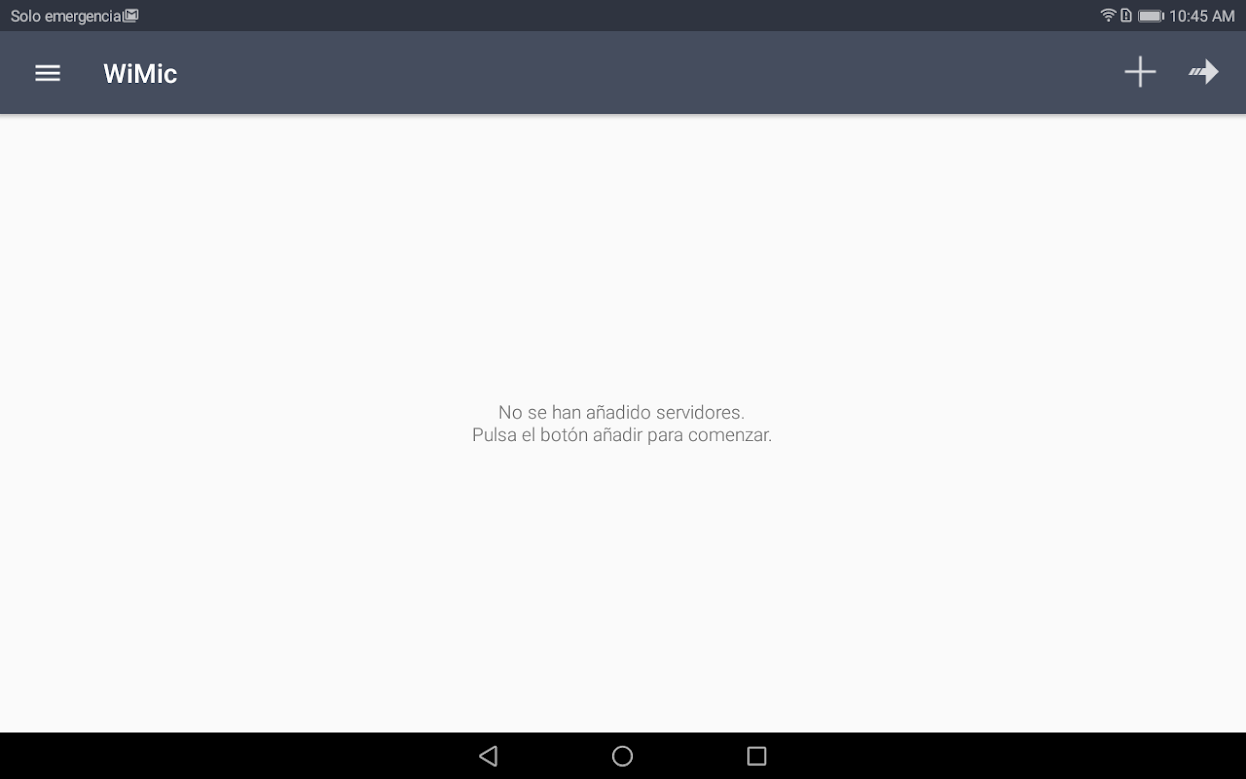 Solo emergencia
10:45 AM
WiMic
No se han añadido servidores.
Pulsa el botón añadir para comenzar.